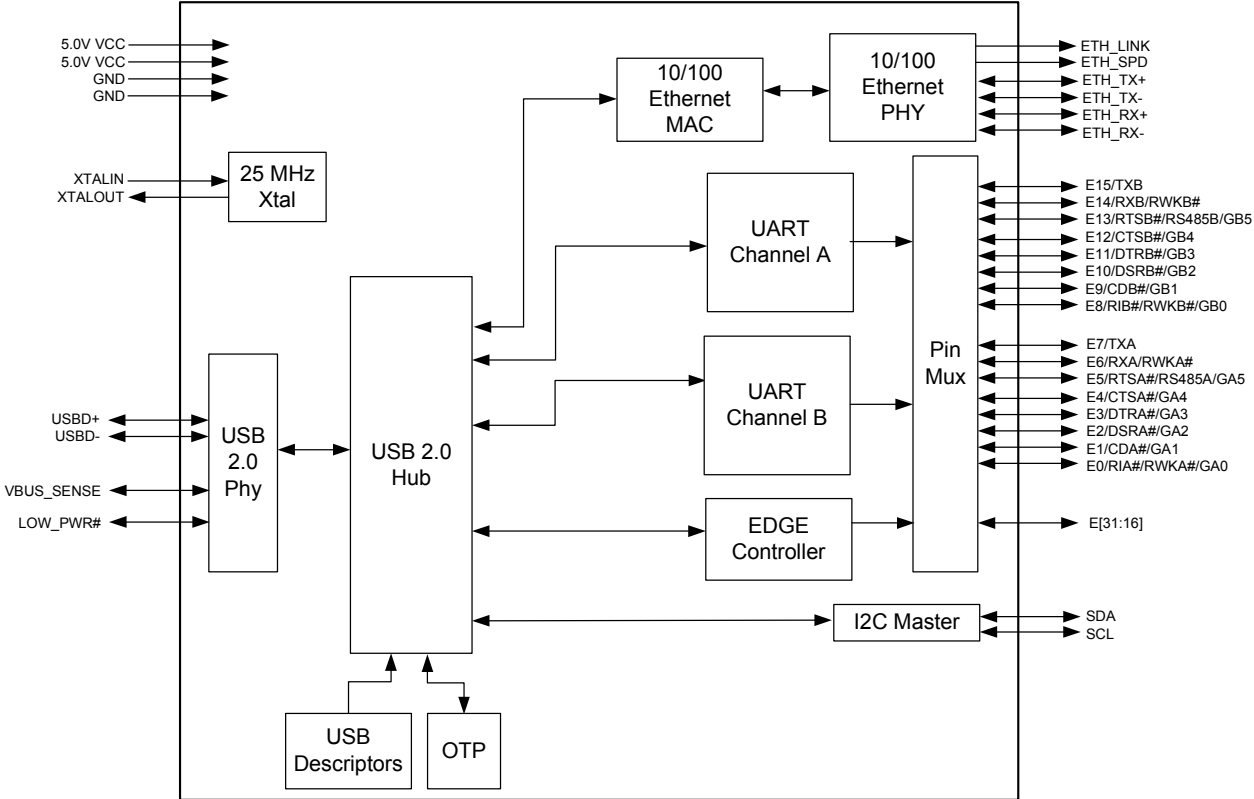 5.0V VCC
5.0V VCC
GND
GND
XTALIN
XTALOUT
25 MHz
Xtal
USBD+
USBD-
VBUS_SENSE
LOW_PWR#
USB
2.0
Phy
USB 2.0
Hub
USB
Descriptors
OTP
10/100
Ethernet
MAC
10/100
Ethernet
PHY
UART
Channel A
UART
Channel B
EDGE
Controller
I2C Master
Pin
Mux
ETH_LINK
ETH_SPD
ETH_TX+
ETH_TX-
ETH_RX+
ETH_RX-
E15/TXB
E14/RXB/RWKB#
E13/RTSB#/RS485B/GB5
E12/CTSB#/GB4
E11/DTRB#/GB3
E10/DSRB#/GB2
E9/CDB#/GB1
E8/RIB#/RWKB#/GB0
E7/TXA
E6/RXA/RWKA#
E5/RTSA#/RS485A/GA5
E4/CTSA#/GA4
E3/DTRA#/GA3
E2/DSRA#/GA2
E1/CDA#/GA1
E0/RIA#/RWKA#/GA0
E[31:16]
SDA
SCL